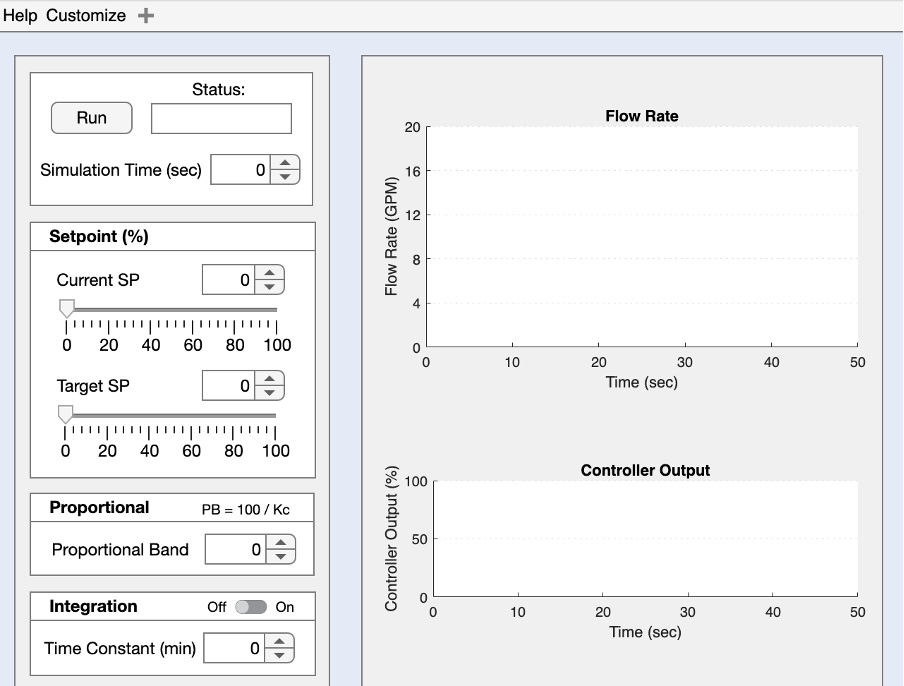 Help Customize +
Status:
Run
Simulation Time (sec) 0
Setpoint (%)
Current SP 0
0 20 40 60 80 100
Target SP 0
0 20 40 60 80 100
Proportional PB = 100 / Kc
Proportional Band 0
Integration Off On
Time Constant (min) 0
Flow Rate
Flow Rate (GPM)
20
16
12
8
4
0
0 10 20 30 40 50
Time (sec)
Controller Output
Controller Output (%)
100
50
0
0 10 20 30 40 50
Time (sec)